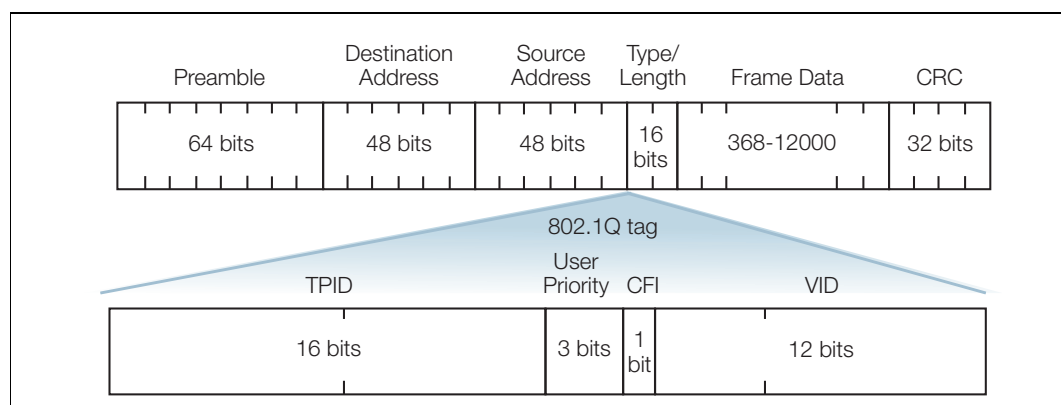 Preamble
Destination
Address
Source
Address
Type/
Length
Frame Data
CRC
64 bits
48 bits
48 bits
16
bits
368-12000
32 bits
802.1Q tag
TPID
User
Priority
CFI
VID
16 bits
3 bits
1
bit
12 bits